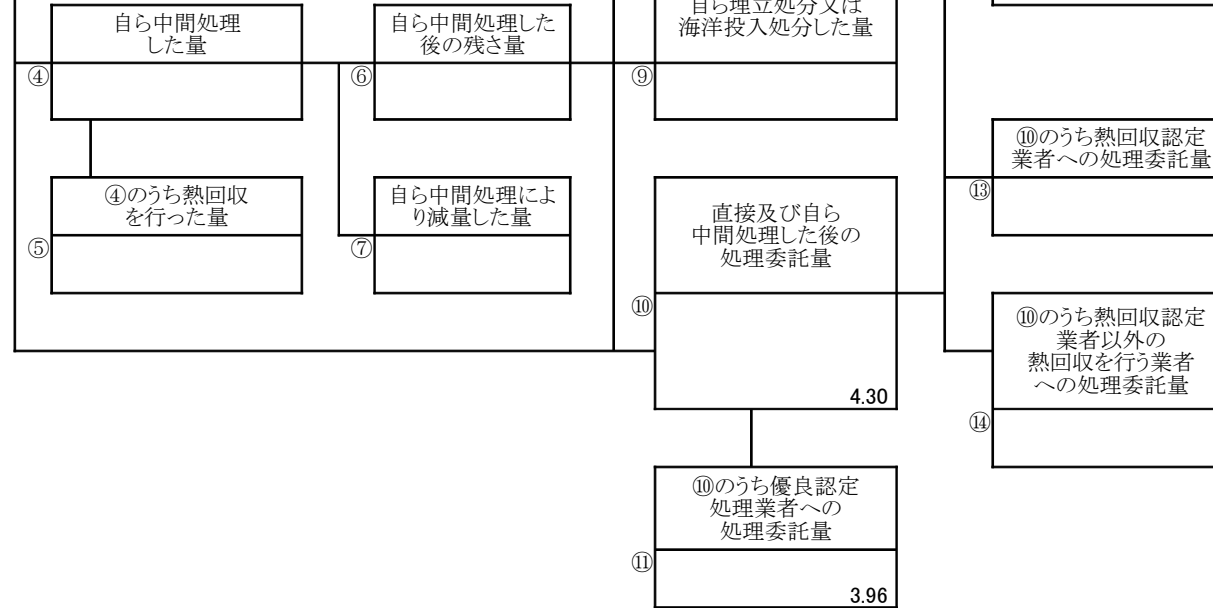 自ら中間処理
した量
④
自ら中間処理した
後の残さ量
⑥
自ら埋立処分又は
海洋投入処分した量
⑨
④のうち熱回収
を行った量
⑤
自ら中間処理によ
り減量した量
⑦
直接及び自ら
中間処理した後の
処理委託量
⑩
4.30
⑩のうち熱回収認定
業者への処理委託量
⑬
⑩のうち熱回収認定
業者以外の
熱回収を行う業者
への処理委託量
⑭
⑩のうち優良認定
処理業者への
処理委託量
⑪
3.96